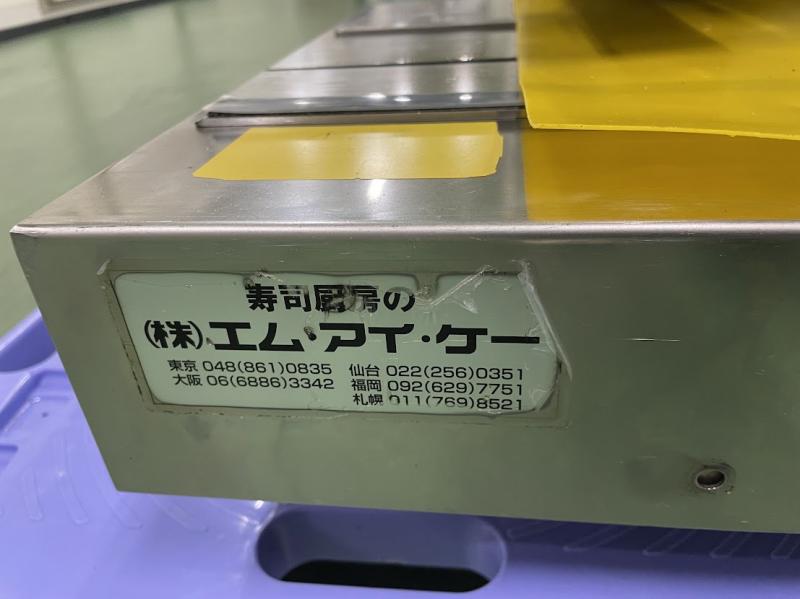 寿司厨房の
(株)エム・アイ・ケー
東京 048(861)0835 仙台 022(256)0351
大阪 06(6886)3342 福岡 092(629)7751
札幌 011(769)8521